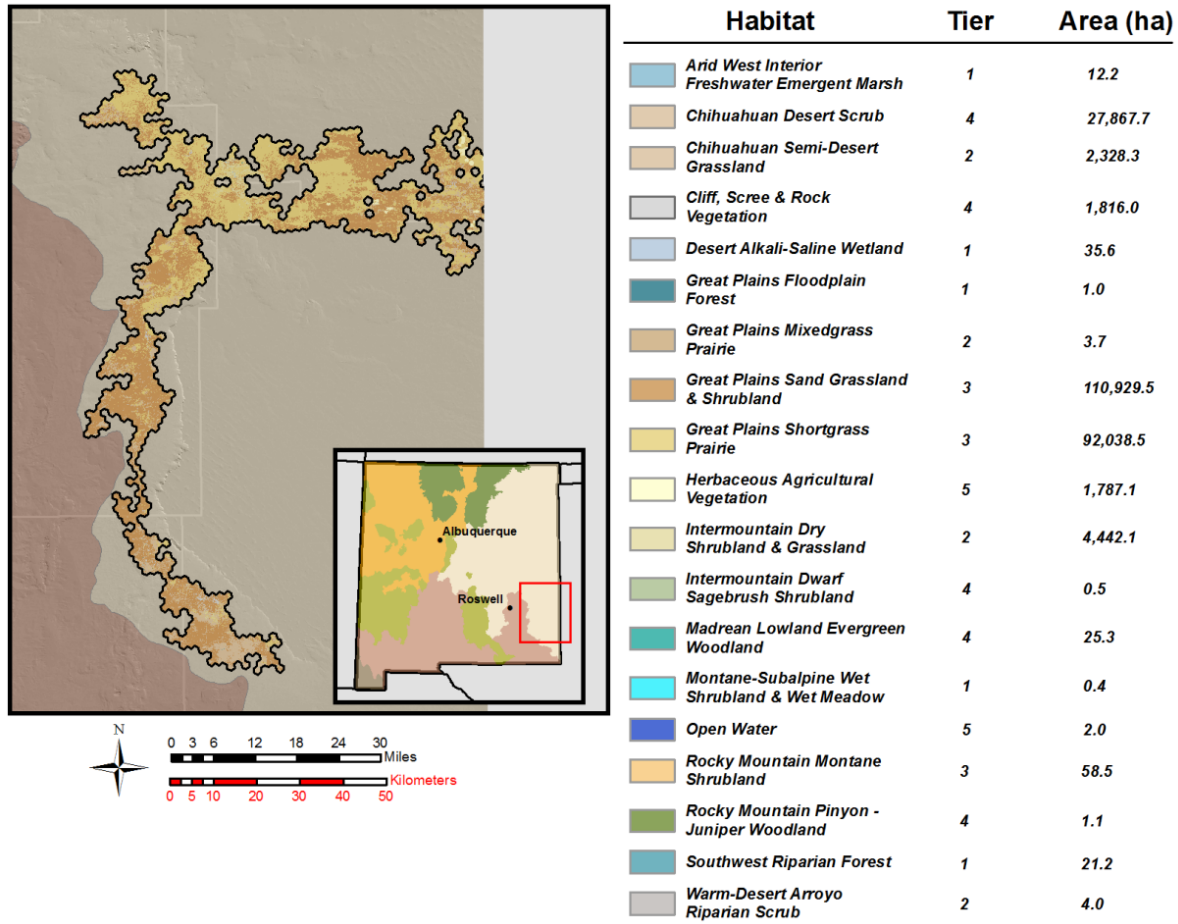 Habitat Tier Area (ha)
Arid West Interior
Freshwater Emergent Marsh 1 12.2
Chihuahuan Desert Scrub 4 27,867.7
Chihuahuan Semi-Desert
Grassland 2 2,328.3
Cliff, Scree & Rock
Vegetation 4 1,816.0
Desert Alkali-Saline Wetland 1 35.6
Great Plains Floodplain
Forest 1 1.0
Great Plains Mixedgrass
Prairie 2 3.7
Great Plains Sand Grassland
& Shrubland 3 110,929.5
Great Plains Shortgrass
Prairie 3 92,038.5
Herbaceous Agricultural
Vegetation 5 1,787.1
Intermountain Dry
Shrubland & Grassland 2 4,442.1
Intermountain Dwarf
Sagebrush Shrubland 4 0.5
Madrean Lowland Evergreen
Woodland 4 25.3
Montane-Subalpine Wet
Shrubland & Wet Meadow 1 0.4
Open Water 5 2.0
Rocky Mountain Montane
Shrubland 3 58.5
Rocky Mountain Pinyon -
Juniper Woodland 4 1.1
Southwest Riparian Forest 1 21.2
Warm-Desert Arroyo
Riparian Scrub 2 4.0
Albuquerque
Roswell
N
0 3 6 12 18 24 30
Miles
Kilometers
0 5 10 20 30 40 50